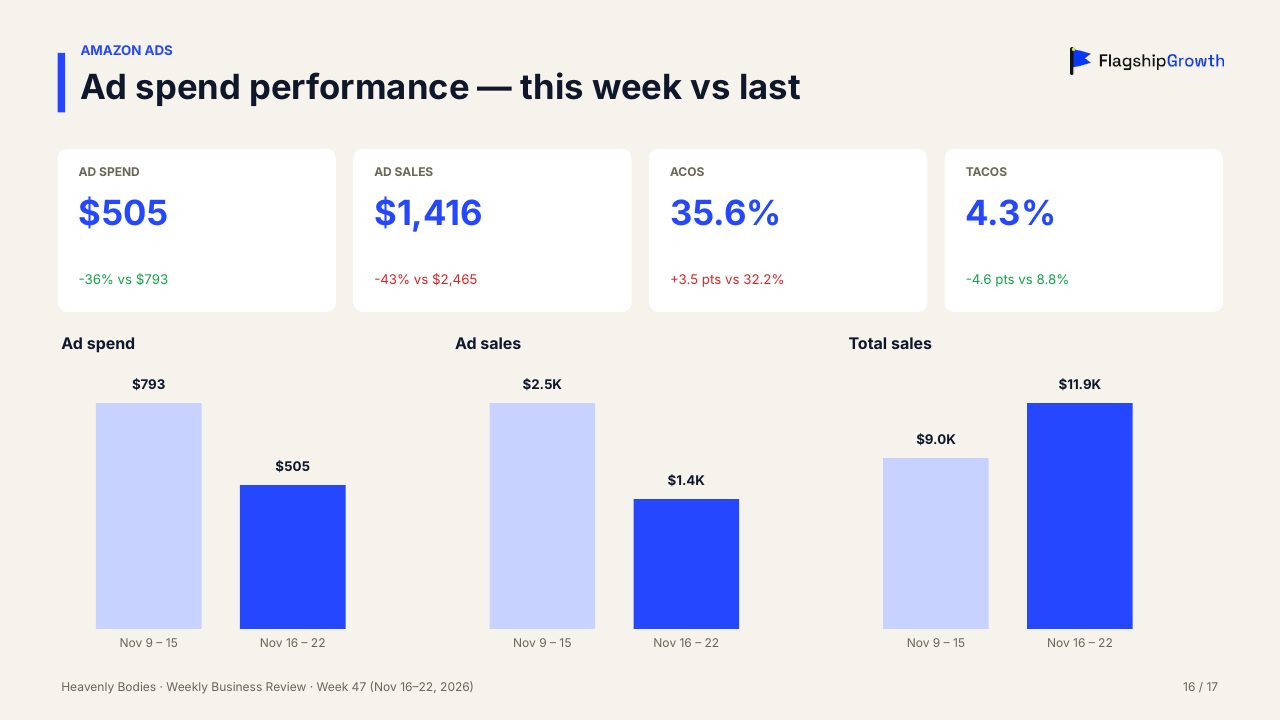 AMAZON ADS
Ad spend performance — this week vs last
FlagshipGrowth
AD SPEND
$505
-36% vs $793
AD SALES
$1,416
-43% vs $2,465
ACOS
35.6%
+3.5 pts vs 32.2%
TACOS
4.3%
-4.6 pts vs 8.8%
Ad spend
$793
$505
Nov 9 – 15
Nov 16 – 22
Ad sales
$2.5K
$1.4K
Nov 9 – 15
Nov 16 – 22
Total sales
$9.0K
$11.9K
Nov 9 – 15
Nov 16 – 22
Heavenly Bodies · Weekly Business Review · Week 47 (Nov 16–22, 2026)
16 / 17